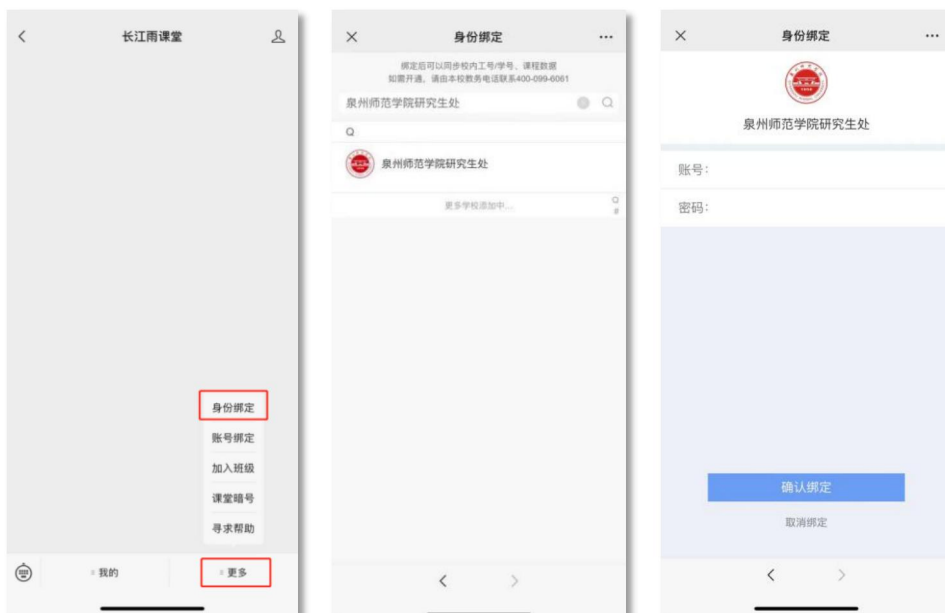 长江雨课堂
身份绑定
账号绑定
加入班级
课堂暗号
寻求帮助
我的
更多
身份绑定
绑定后可以同步校内工号/学号、课程数据
如需开通，请由本校教务电话联系400-099-6061
泉州师范学院研究生处
Q
泉州师范学院研究生处
更多学校添加中...
Q
#
身份绑定
泉州师范学院研究生处
账号：
密码：
确认绑定
取消绑定